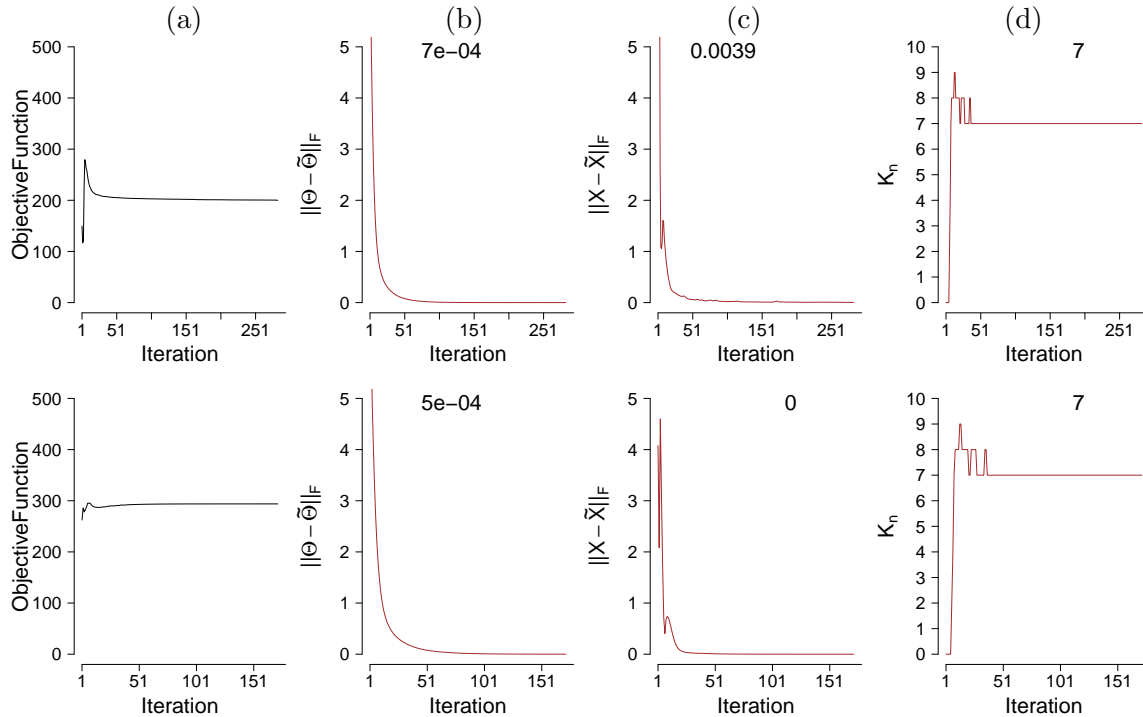 (a) (b) (c) (d)
500
400
300
200
100
0
ObjectiveFunction
1 51 151 251
Iteration
7e−04
5
4
3
2
1
0
||Θ − Θ̃||F
1 51 151 251
Iteration
0.0039
5
4
3
2
1
0
||X − X̃||F
1 51 151 251
Iteration
7
10
9
8
7
6
5
4
3
2
1
0
Kn
1 51 151 251
Iteration
500
400
300
200
100
0
ObjectiveFunction
1 51 101 151
Iteration
5e−04
5
4
3
2
1
0
||Θ − Θ̃||F
1 51 101 151
Iteration
0
5
4
3
2
1
0
||X − X̃||F
1 51 101 151
Iteration
7
10
9
8
7
6
5
4
3
2
1
0
Kn
1 51 101 151
Iteration